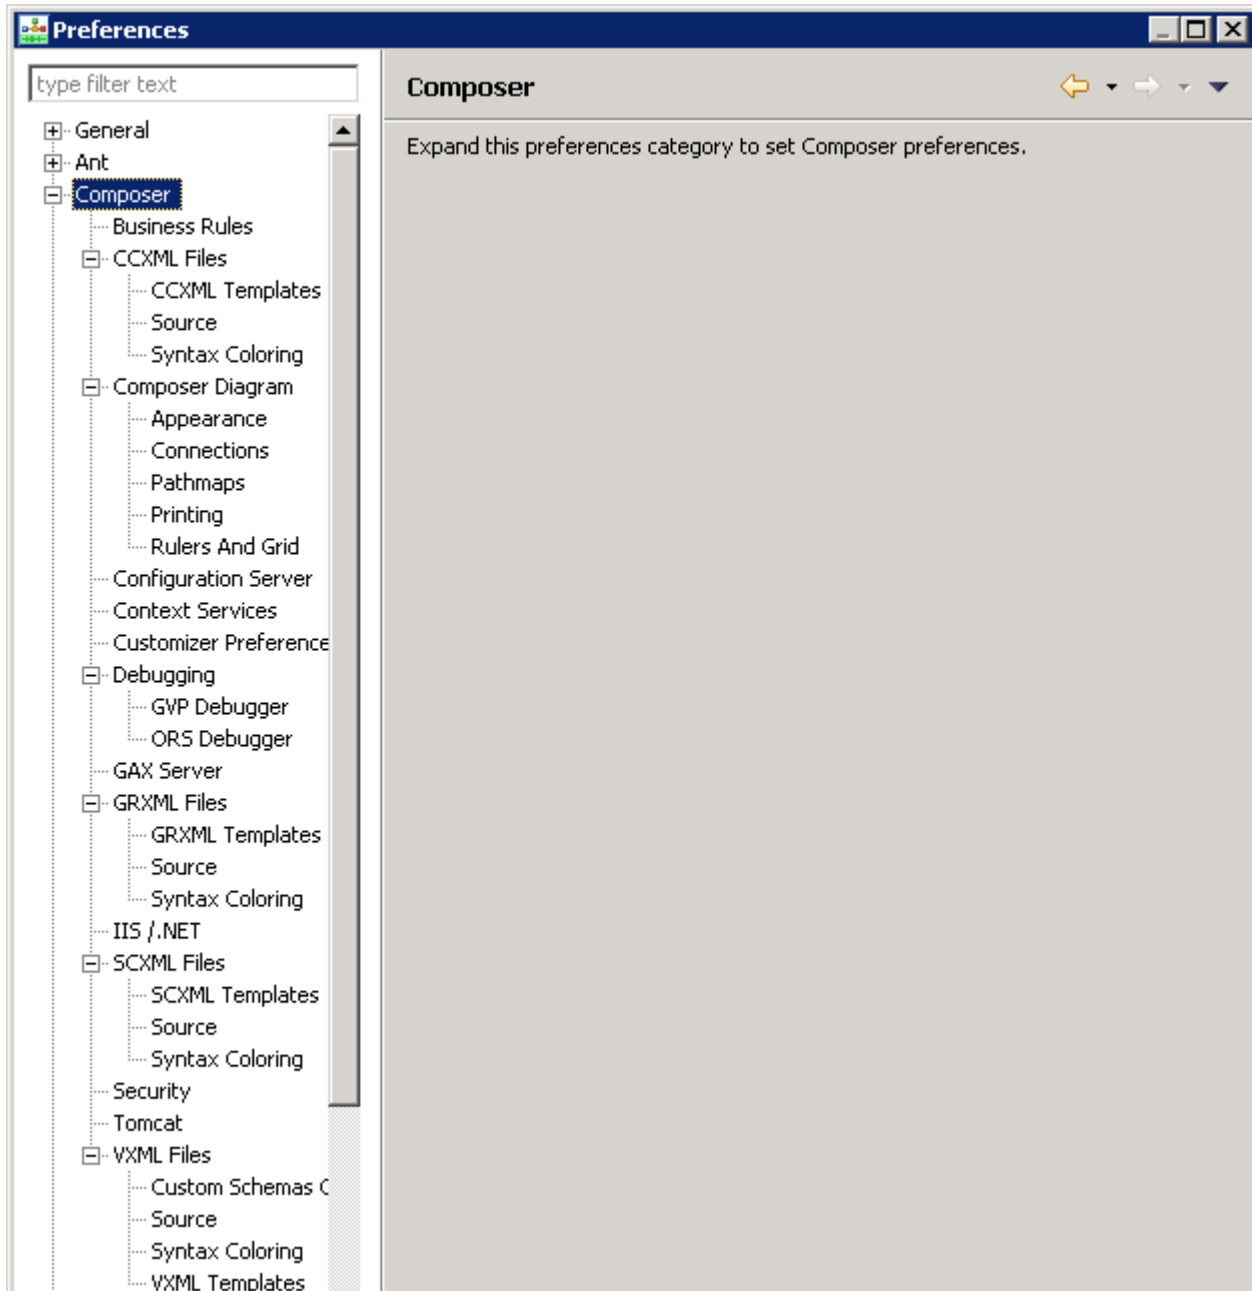 Preferences
type filter text
General
Ant
Composer
Business Rules
CCXML Files
CCXML Templates
Source
Syntax Coloring
Composer Diagram
Appearance
Connections
Pathmaps
Printing
Rulers And Grid
Configuration Server
Context Services
Customizer Preference
Debugging
GVP Debugger
ORS Debugger
GAX Server
GRXML Files
GRXML Templates
Source
Syntax Coloring
IIS /.NET
SCXML Files
SCXML Templates
Source
Syntax Coloring
Security
Tomcat
VXML Files
Custom Schemas
Source
Syntax Coloring
VXML Templates
Composer
Expand this preferences category to set Composer preferences.